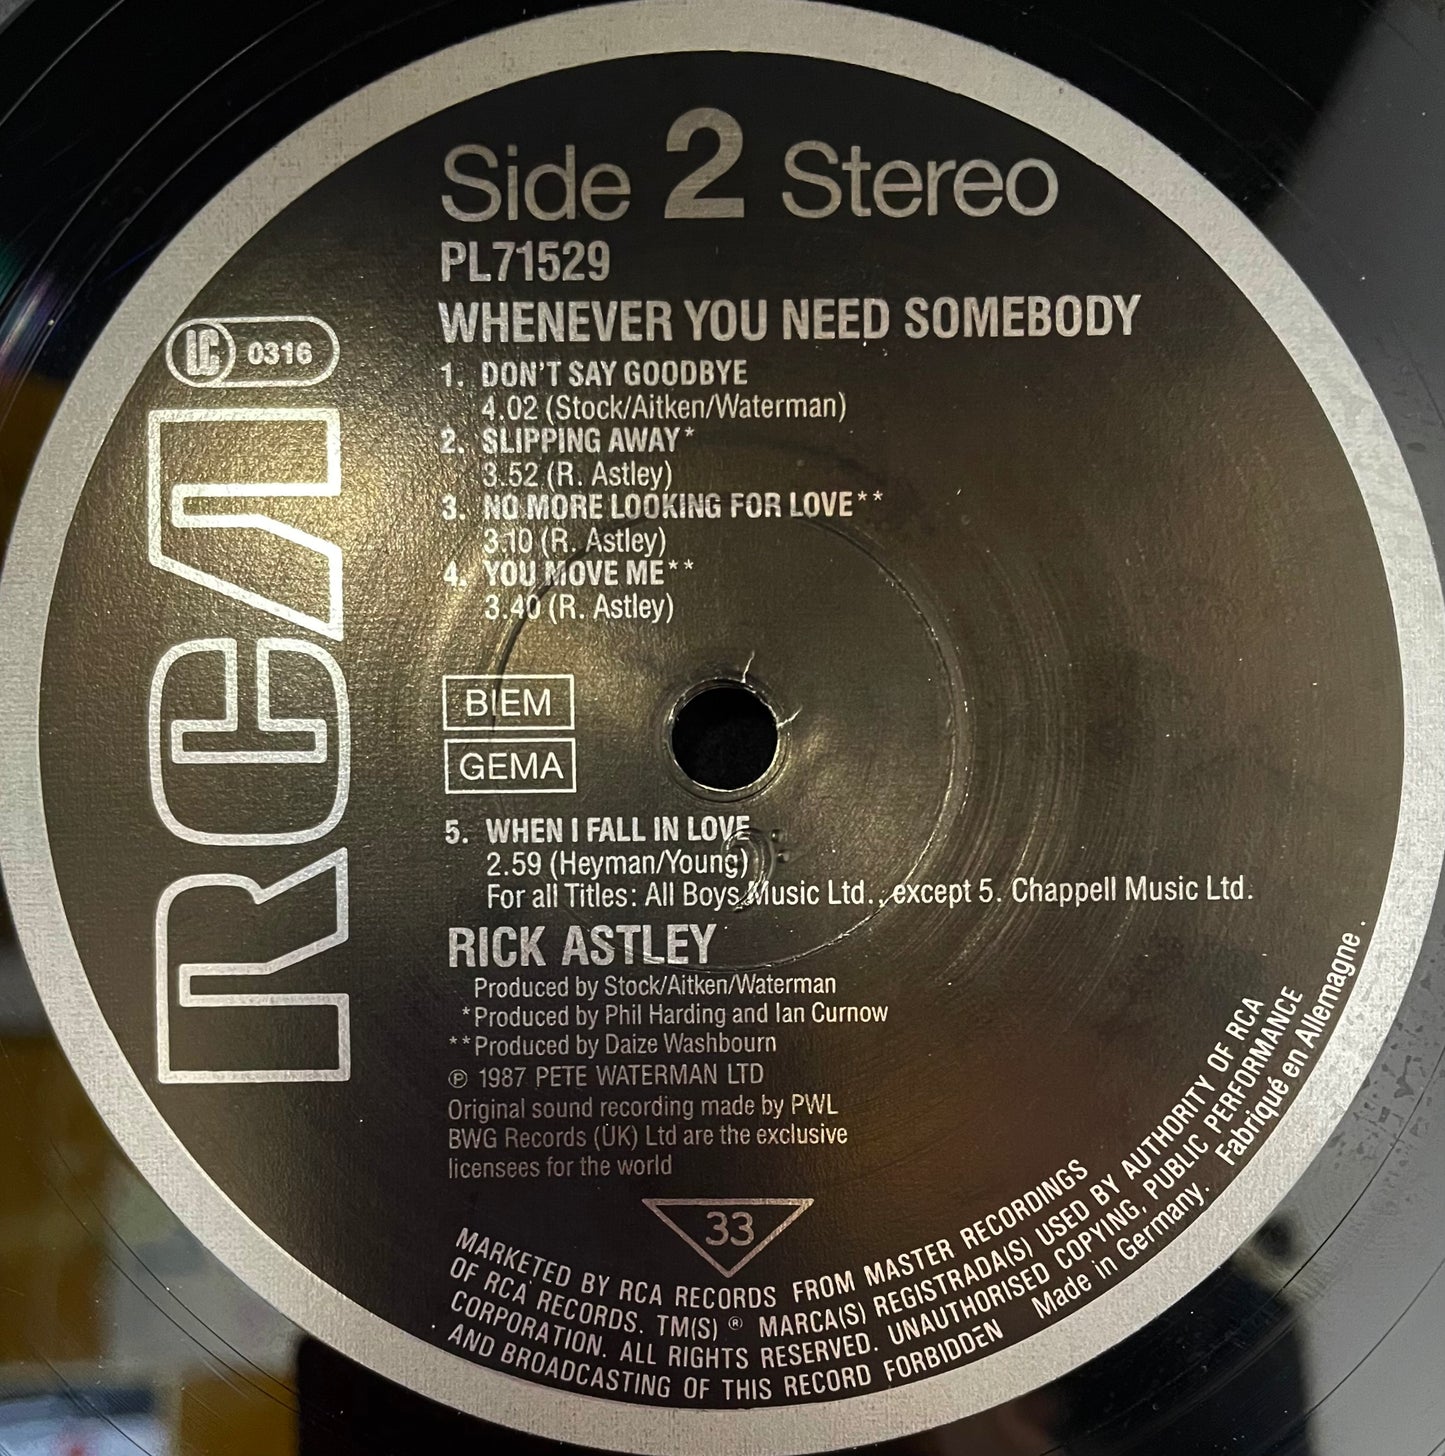 Side 2 Stereo
PL71529
WHENEVER YOU NEED SOMEBODY
LC 0316
RCA
1. DON'T SAY GOODBYE
4.02 (Stock/Aitken/Waterman)
2. SLIPPING AWAY*
3.52 (R. Astley)
3. NO MORE LOOKING FOR LOVE**
3.10 (R. Astley)
4. YOU MOVE ME**
3.40 (R. Astley)
BIEM
GEMA
5. WHEN I FALL IN LOVE
2.59 (Heyman/Young)
For all Titles: All Boys Music Ltd., except 5. Chappell Music Ltd.
RICK ASTLEY
Produced by Stock/Aitken/Waterman
*Produced by Phil Harding and Ian Curnow
**Produced by Daize Washbourn
℗ 1987 PETE WATERMAN LTD
Original sound recording made by PWL
BWG Records (UK) Ltd are the exclusive
licensees for the world
33
MARKETED BY RCA RECORDS FROM MASTER RECORDINGS
OF RCA RECORDS. TM(S) ® MARCA(S) REGISTRADA(S) USED BY AUTHORITY OF RCA
CORPORATION. ALL RIGHTS RESERVED. UNAUTHORISED COPYING, PUBLIC PERFORMANCE
AND BROADCASTING OF THIS RECORD FORBIDDEN Made in Germany. Fabriqué en Allemagne.